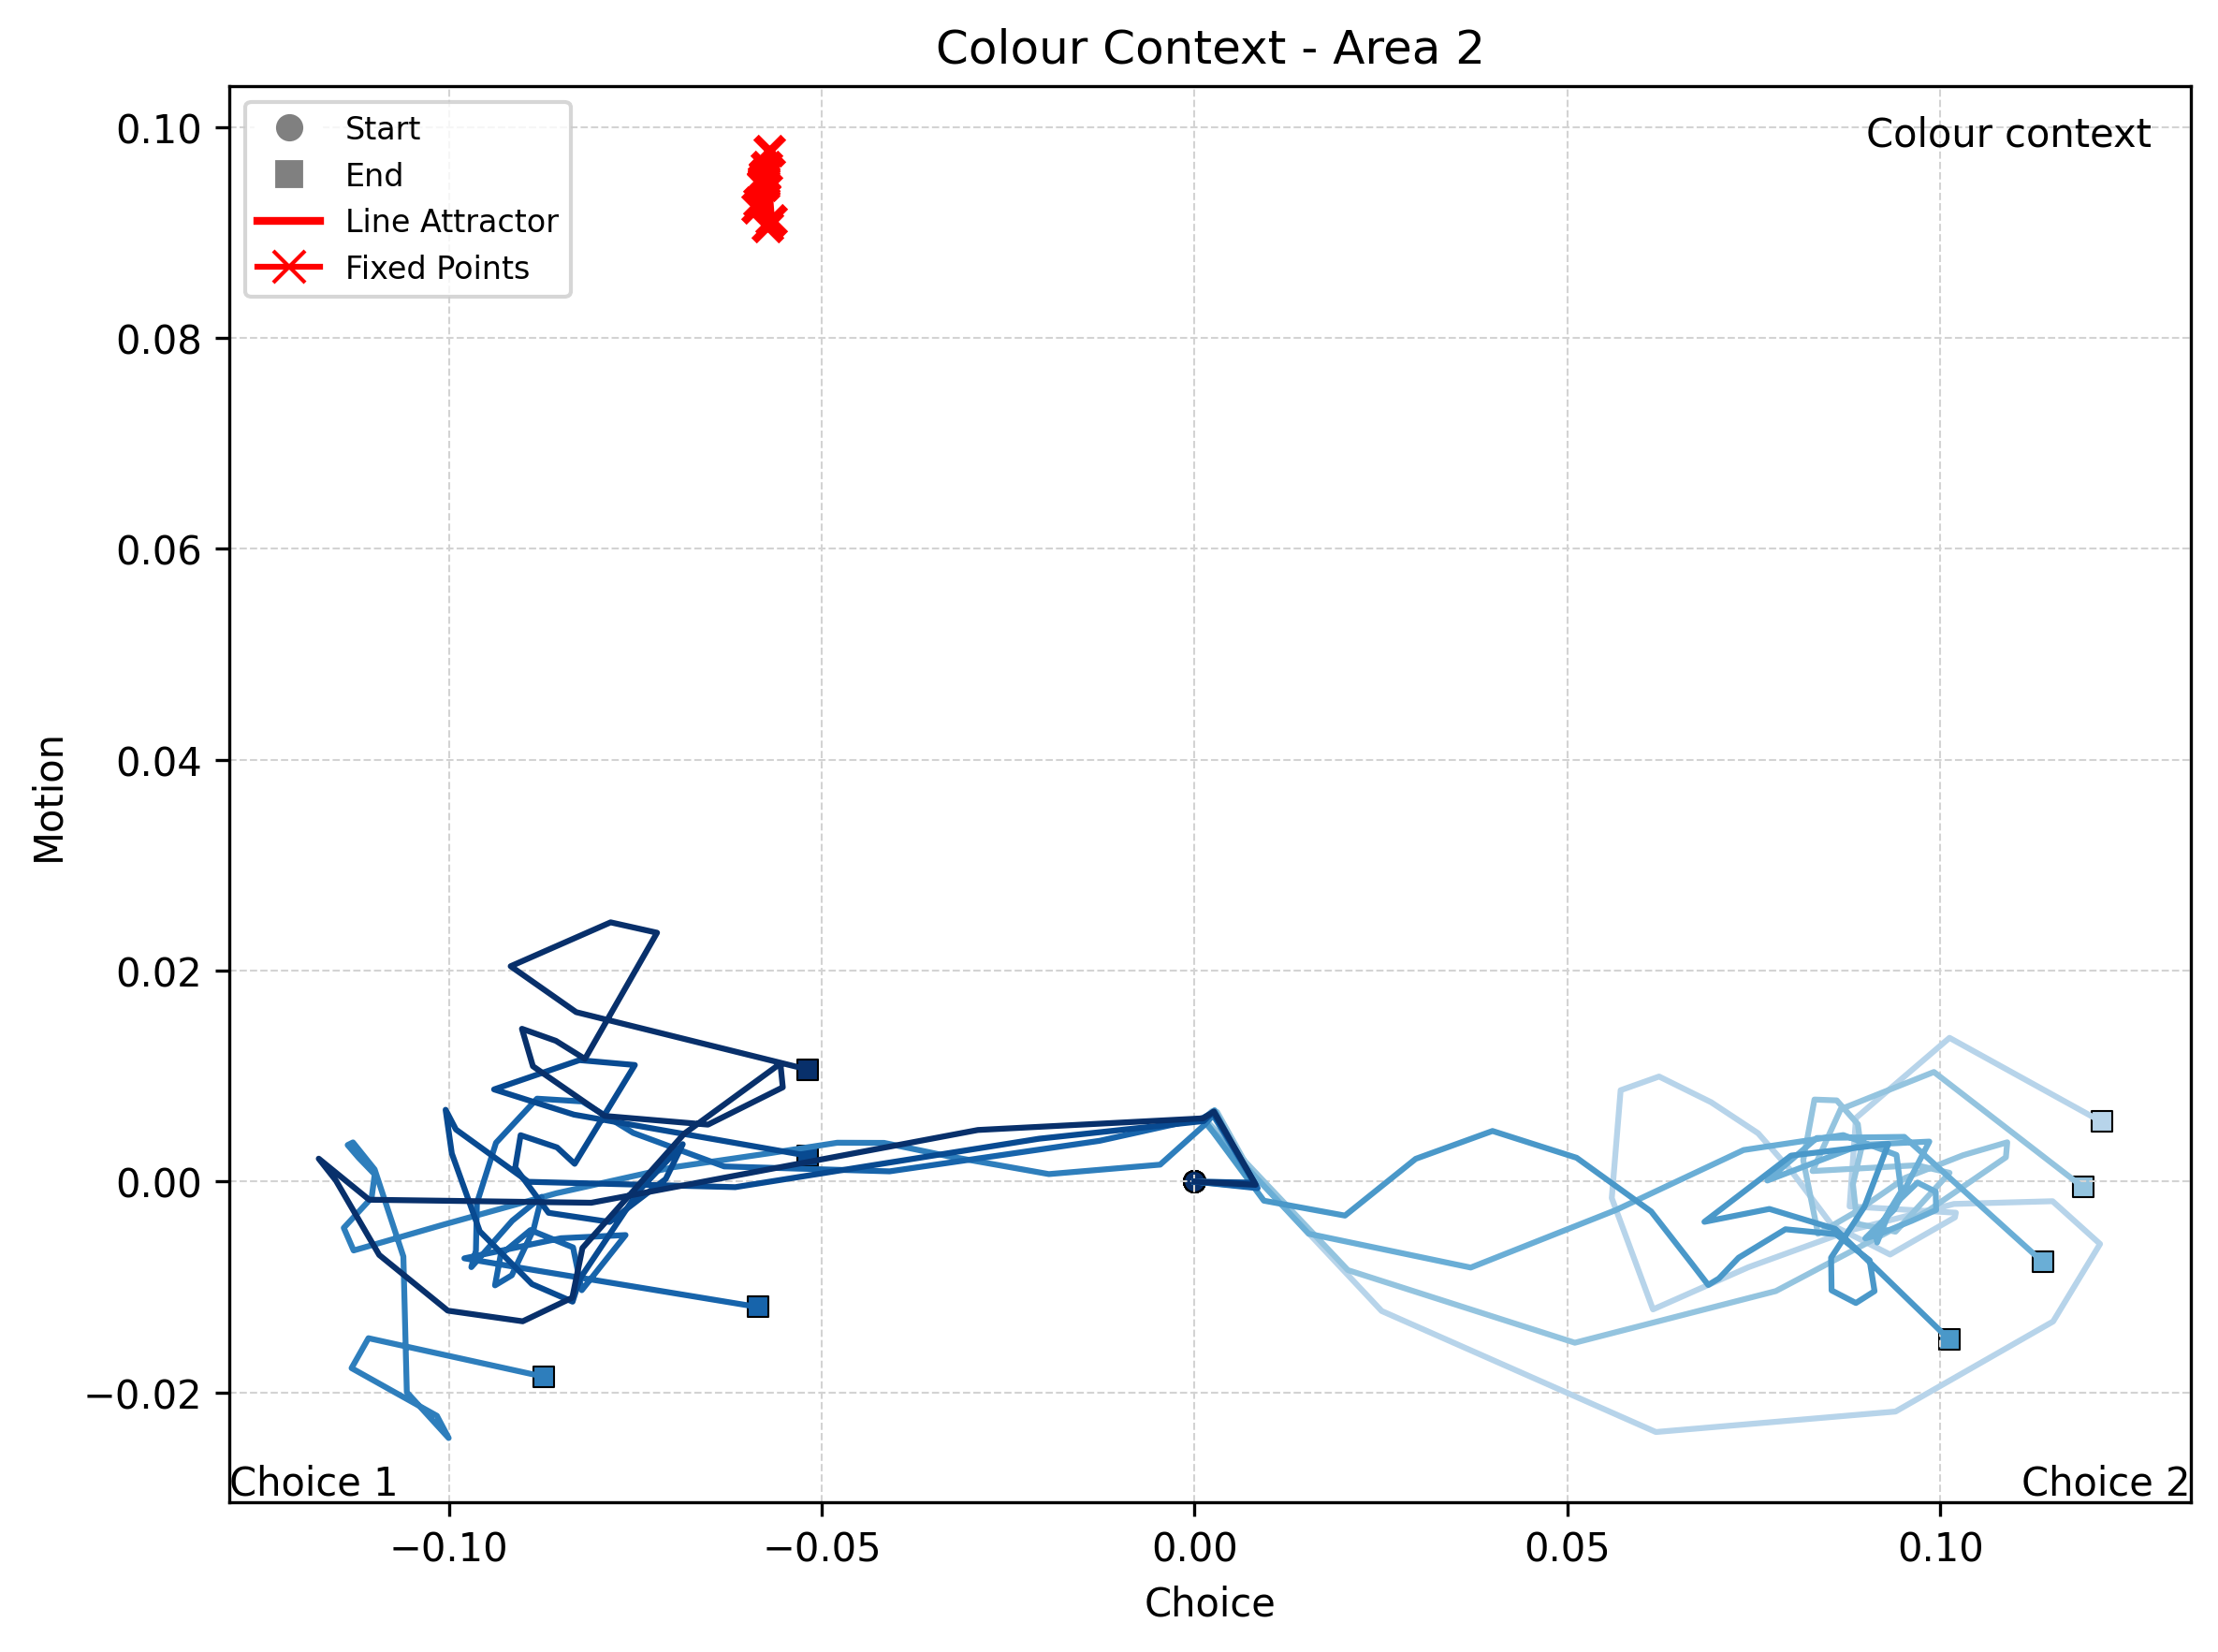 Colour Context - Area 2
Start
End
Line Attractor
Fixed Points
Colour context
0.10
0.08
0.06
0.04
0.02
0.00
−0.02
Motion
Choice 1
Choice 2
−0.10
−0.05
0.00
0.05
0.10
Choice